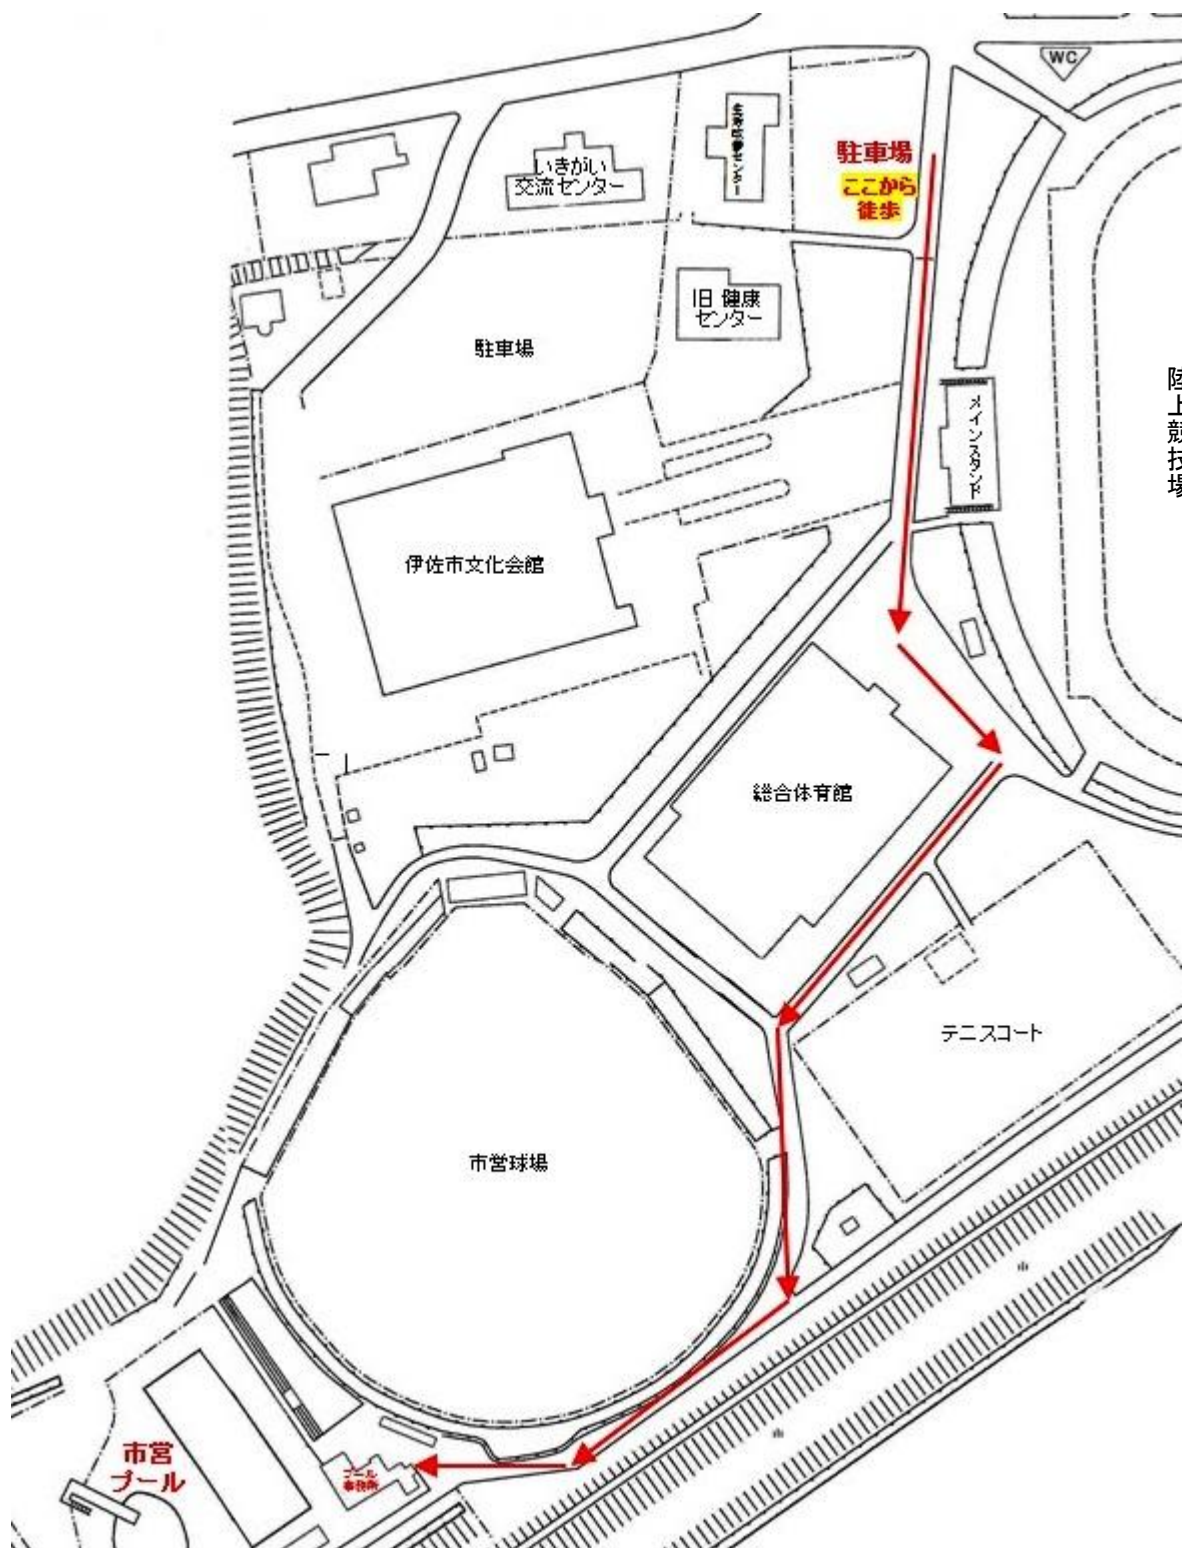 WC
駐車場
ここから
徒歩
いきがい
交流センター
旧 健康
センター
駐車場
メインスタンド
陸上競技場
伊佐市文化会館
総合体育館
テニスコート
市営球場
市営
プール
プール
事務所